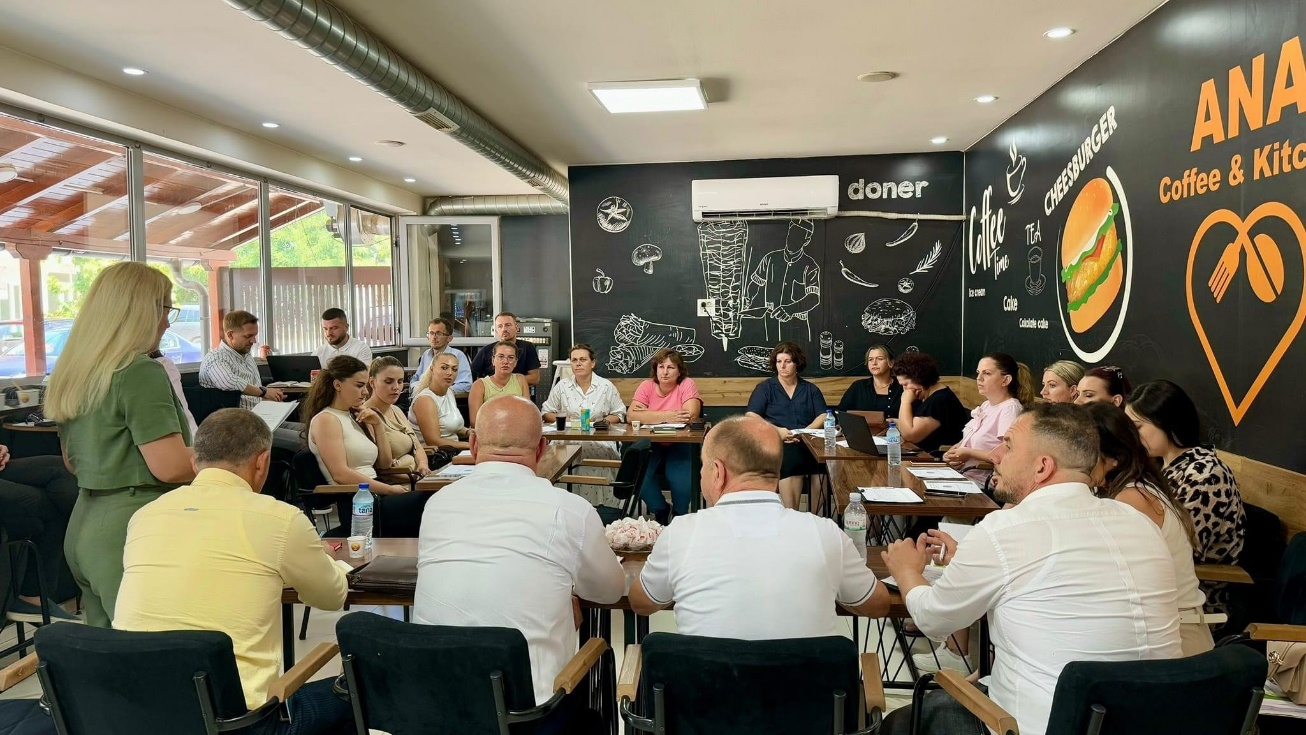 doner
Coffee
time
Ice cream
TEA
Cake
Cokolate cake
CHEESBURGER
ANA
Coffee & Kitc